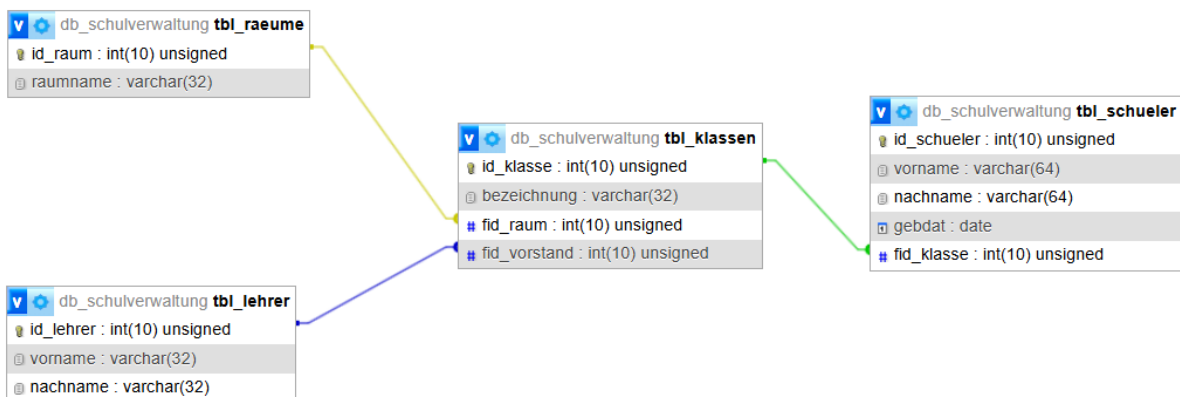 v db_schulverwaltung tbl_raeume
id_raum : int(10) unsigned
raumname : varchar(32)
v db_schulverwaltung tbl_klassen
id_klasse : int(10) unsigned
bezeichnung : varchar(32)
# fid_raum : int(10) unsigned
# fid_vorstand : int(10) unsigned
v db_schulverwaltung tbl_schueler
id_schueler : int(10) unsigned
vorname : varchar(64)
nachname : varchar(64)
gebdat : date
# fid_klasse : int(10) unsigned
v db_schulverwaltung tbl_lehrer
id_lehrer : int(10) unsigned
vorname : varchar(32)
nachname : varchar(32)